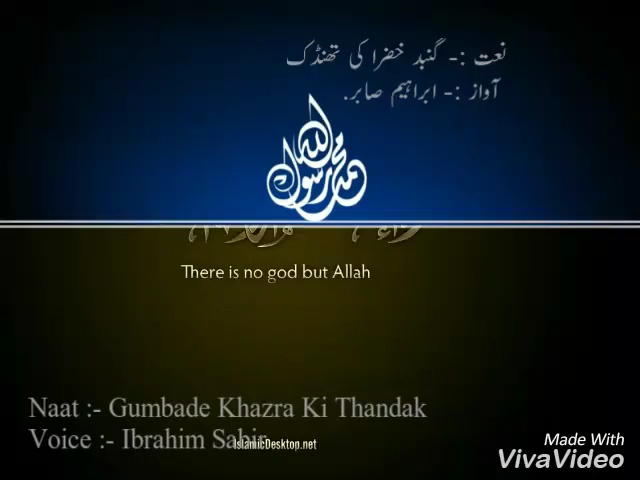 نعت :- گنبد خضرا کی ٹھنڈک
آواز :- ابراہیم صابر.
محمد رسول الله
There is no god but Allah
Naat :- Gumbade Khazra Ki Thandak
Voice :- Ibrahim Sabir
IslamicDesktop.net
Made With
VivaVideo